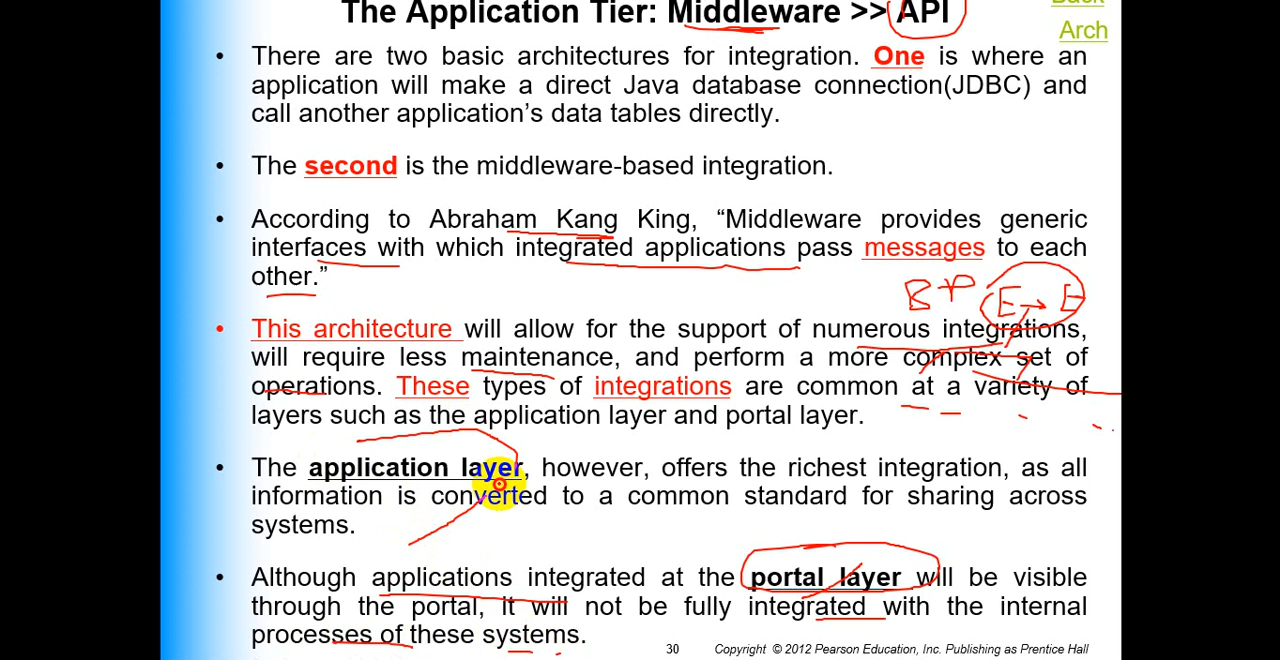 The Application Tier: Middleware >> API
Back
Arch
• There are two basic architectures for integration. One is where an
application will make a direct Java database connection(JDBC) and
call another application's data tables directly.
• The second is the middleware-based integration.
• According to Abraham Kang King, “Middleware provides generic
interfaces with which integrated applications pass messages to each
other.”
B P (E → E
• This architecture will allow for the support of numerous integrations,
will require less maintenance, and perform a more complex set of
operations. These types of integrations are common at a variety of
layers such as the application layer and portal layer.
• The application layer, however, offers the richest integration, as all
information is converted to a common standard for sharing across
systems.
• Although applications integrated at the portal layer will be visible
through the portal, it will not be fully integrated with the internal
processes of these systems.
30 Copyright © 2012 Pearson Education, Inc. Publishing as Prentice Hall